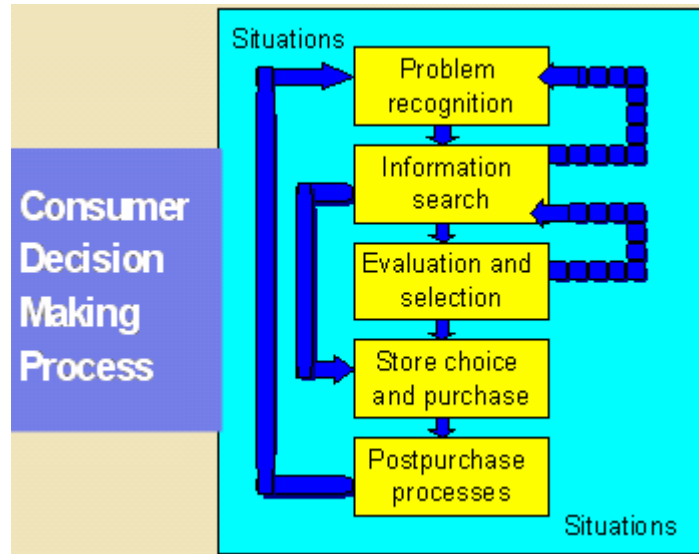 Situations
Problem
recognition
Information
search
Consumer
Decision
Making
Process
Evaluation and
selection
Store choice
and purchase
Postpurchase
processes
Situations